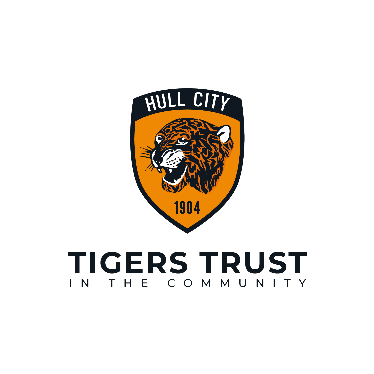 HULL CITY
1904
TIGERS TRUST
IN THE COMMUNITY